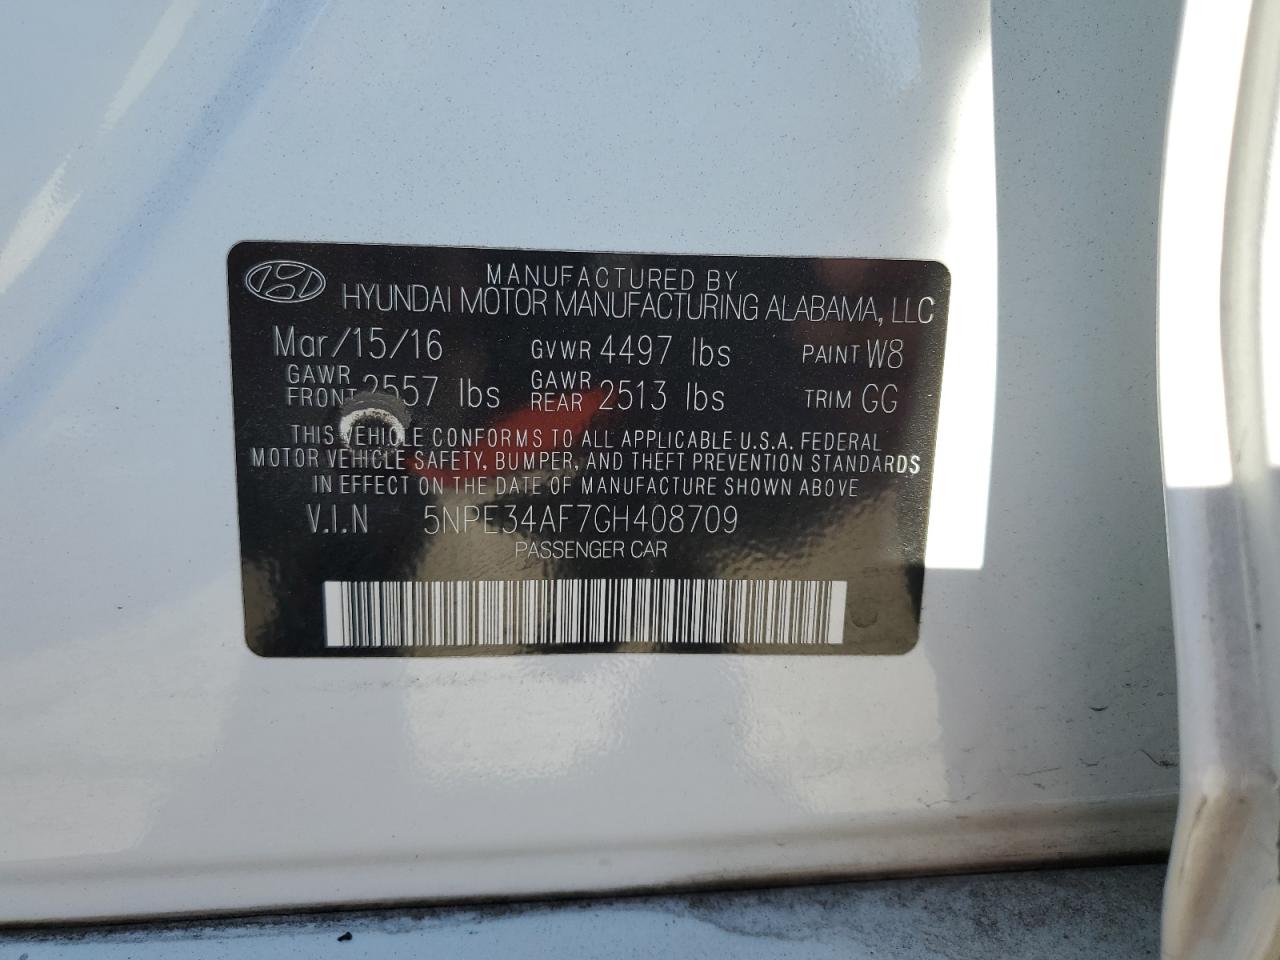 MANUFACTURED BY
HYUNDAI MOTOR MANUFACTURING ALABAMA, LLC
Mar/15/16 GVWR 4497 lbs PAINT W8
GAWR FRONT 2557 lbs GAWR REAR 2513 lbs TRIM GG
THIS VEHICLE CONFORMS TO ALL APPLICABLE U.S.A. FEDERAL
MOTOR VEHICLE SAFETY, BUMPER, AND THEFT PREVENTION STANDARDS
IN EFFECT ON THE DATE OF MANUFACTURE SHOWN ABOVE
V.I.N 5NPE34AF7GH408709
PASSENGER CAR